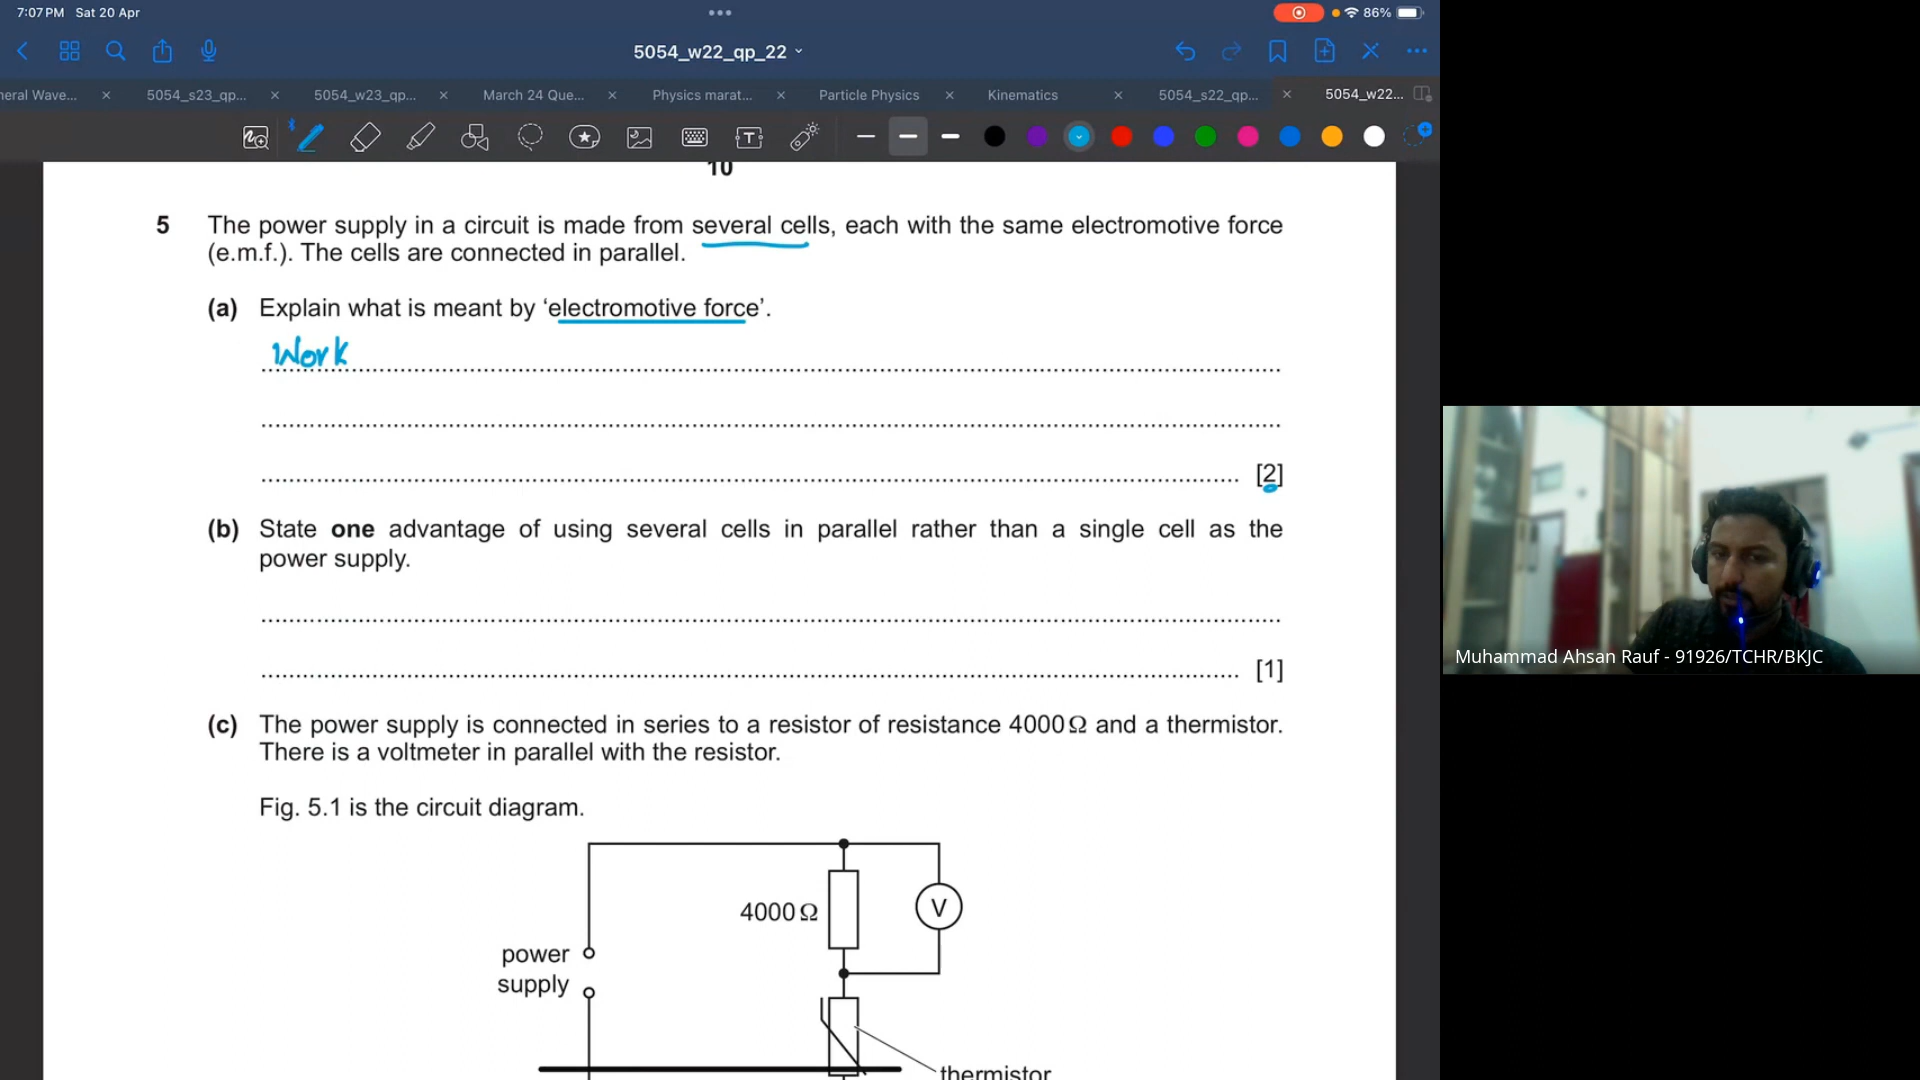 7:07 PM Sat 20 Apr
86%
5054_w22_qp_22
neral Wave...
5054_s23_qp...
5054_w23_qp...
March 24 Que...
Physics marat...
Particle Physics
Kinematics
5054_s22_qp...
5054_w22...
10
5 The power supply in a circuit is made from several cells, each with the same electromotive force
(e.m.f.). The cells are connected in parallel.
(a) Explain what is meant by ‘electromotive force’.
Work
[2]
(b) State one advantage of using several cells in parallel rather than a single cell as the
power supply.
[1]
(c) The power supply is connected in series to a resistor of resistance 4000 Ω and a thermistor.
There is a voltmeter in parallel with the resistor.
Fig. 5.1 is the circuit diagram.
4000 Ω
V
power
supply
thermistor
Muhammad Ahsan Rauf - 91926/TCHR/BKJC